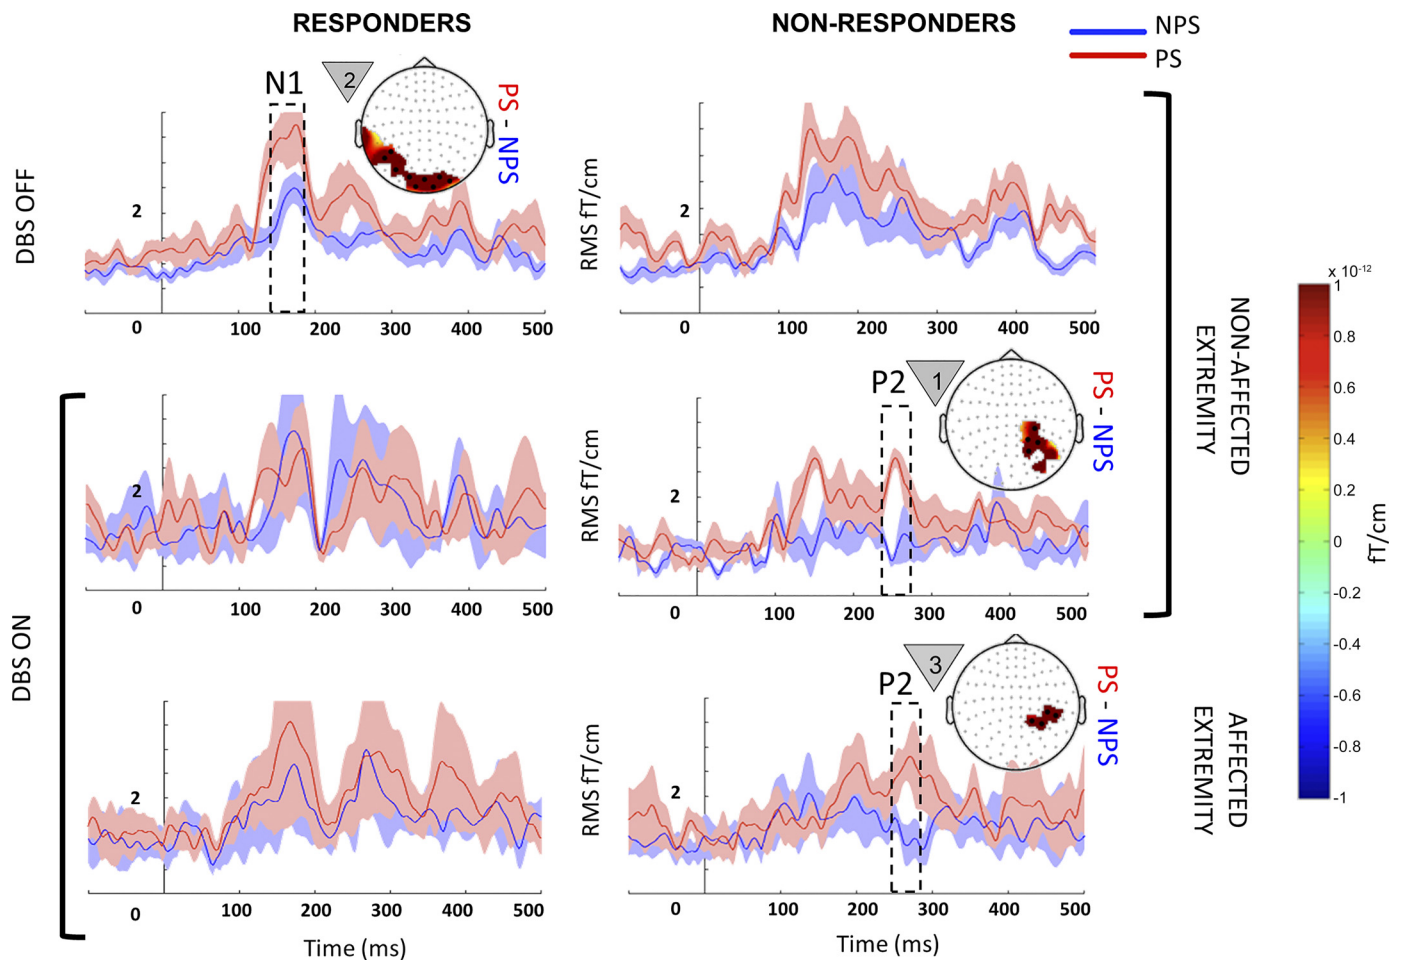 RESPONDERS
NON-RESPONDERS
NPS
PS
DBS OFF
N1
2
PS - NPS
2
0
100
200
300
400
500
RMS fT/cm
2
0
100
200
300
400
500
NON-AFFECTED
EXTREMITY
DBS ON
2
0
100
200
300
400
500
RMS fT/cm
P2
1
PS - NPS
2
0
100
200
300
400
500
2
0
100
200
300
400
500
Time (ms)
RMS fT/cm
P2
3
PS - NPS
2
0
100
200
300
400
500
Time (ms)
AFFECTED
EXTREMITY
x 10-12
1
0.8
0.6
0.4
0.2
0
-0.2
-0.4
-0.6
-0.8
-1
fT/cm